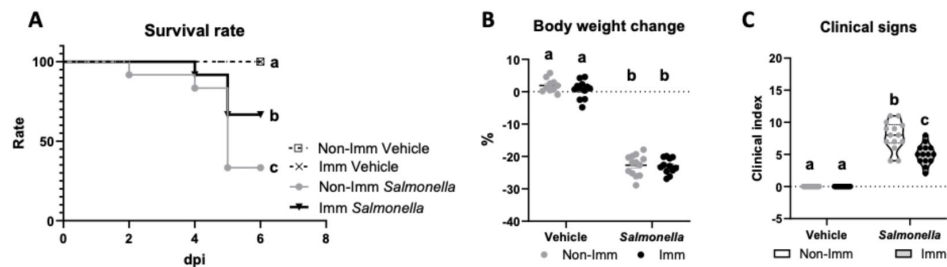 A
Survival rate
Rate
100
50
0
0
2
4
6
8
dpi
a
b
c
Non-Imm Vehicle
Imm Vehicle
Non-Imm Salmonella
Imm Salmonella
B
Body weight change
%
20
10
0
-10
-20
-30
-40
a
a
b
b
Vehicle
Salmonella
Non-Imm
Imm
C
Clinical signs
Clinical index
20
15
10
5
0
-5
a
a
b
c
Vehicle
Salmonella
Non-Imm
Imm